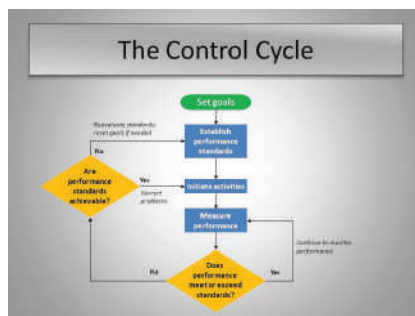 The Control Cycle
Set goals
Establish
performance
standards
Reevaluate standards;
reset goals if needed
No
Are
performance
standards
achievable?
Yes
Correct
problems
Initiate activities
Measure
performance
Continue to monitor
performance
No
Does
performance
meet or exceed
standards?
Yes